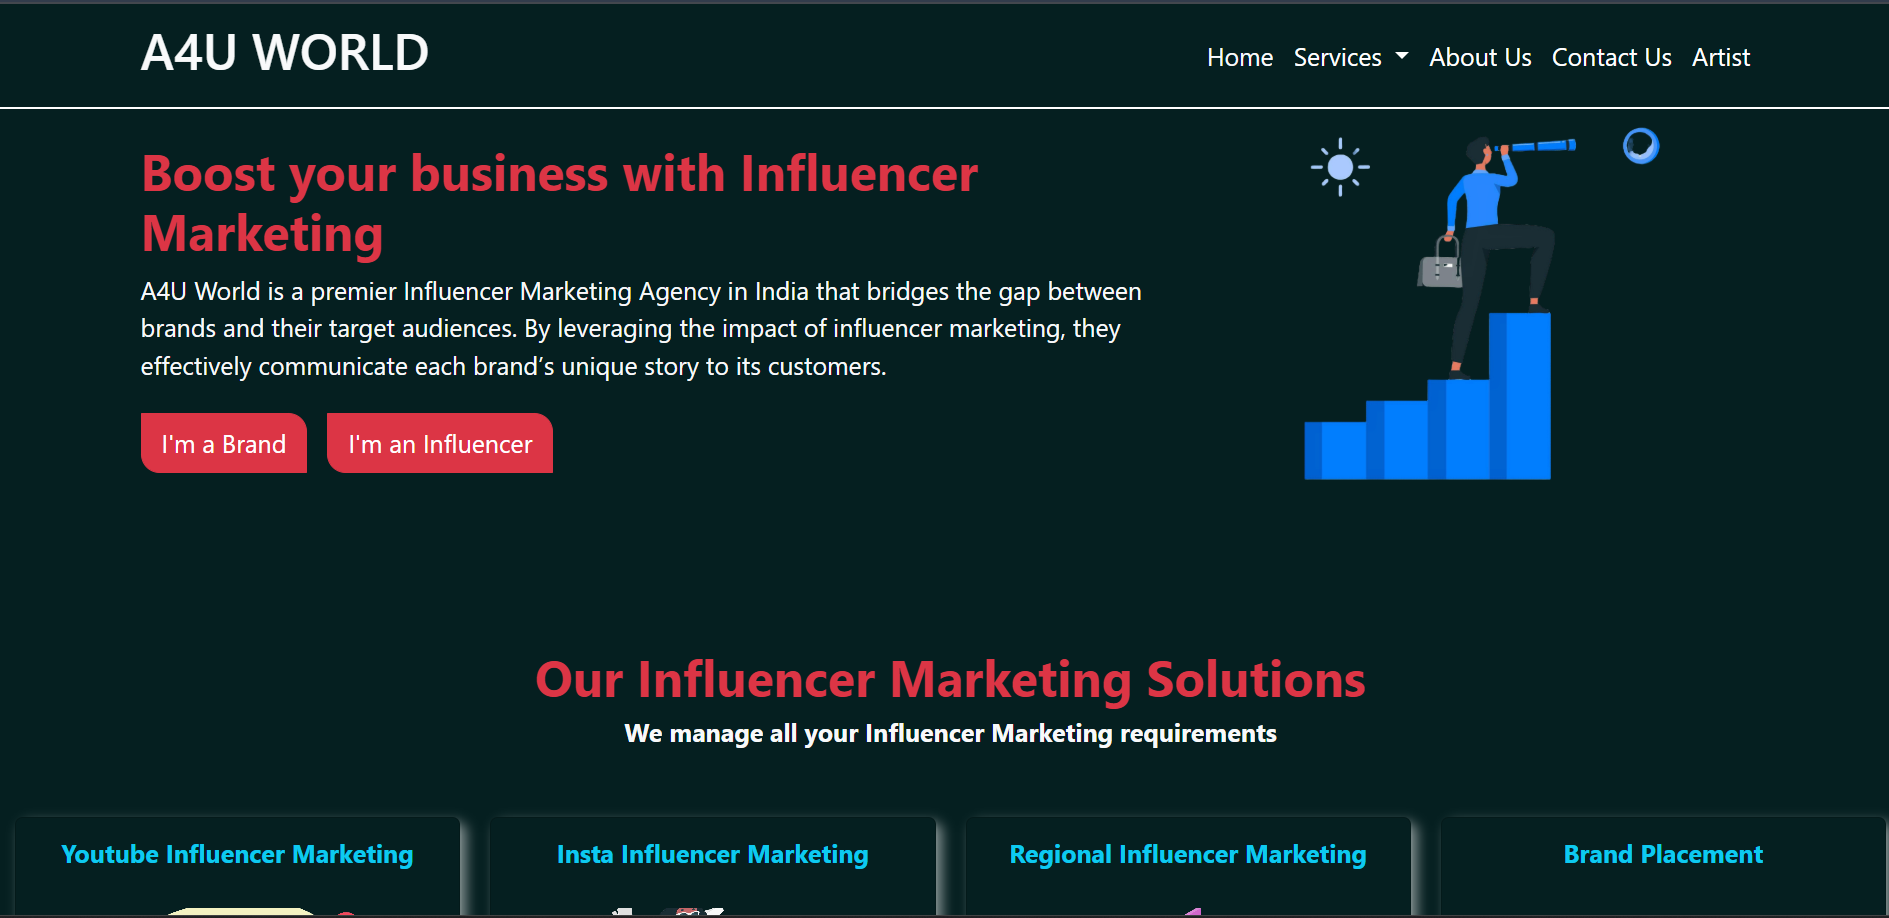 A4U WORLD
Home Services About Us Contact Us Artist
Boost your business with Influencer
Marketing
A4U World is a premier Influencer Marketing Agency in India that bridges the gap between
brands and their target audiences. By leveraging the impact of influencer marketing, they
effectively communicate each brand’s unique story to its customers.
I'm a Brand I'm an Influencer
Our Influencer Marketing Solutions
We manage all your Influencer Marketing requirements
Youtube Influencer Marketing Insta Influencer Marketing Regional Influencer Marketing Brand Placement